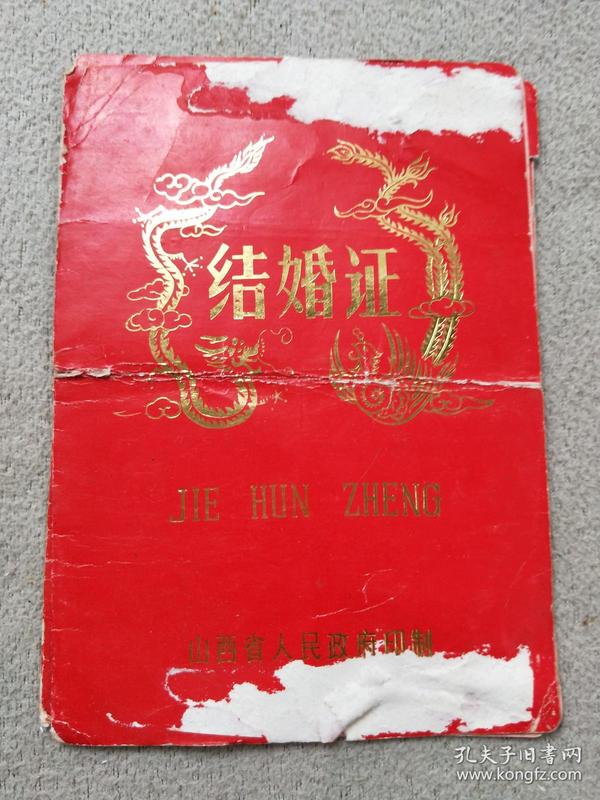 结婚证
JIE HUN ZHENG
山西省人民政府印制
孔夫子旧书网
www.kongfz.com